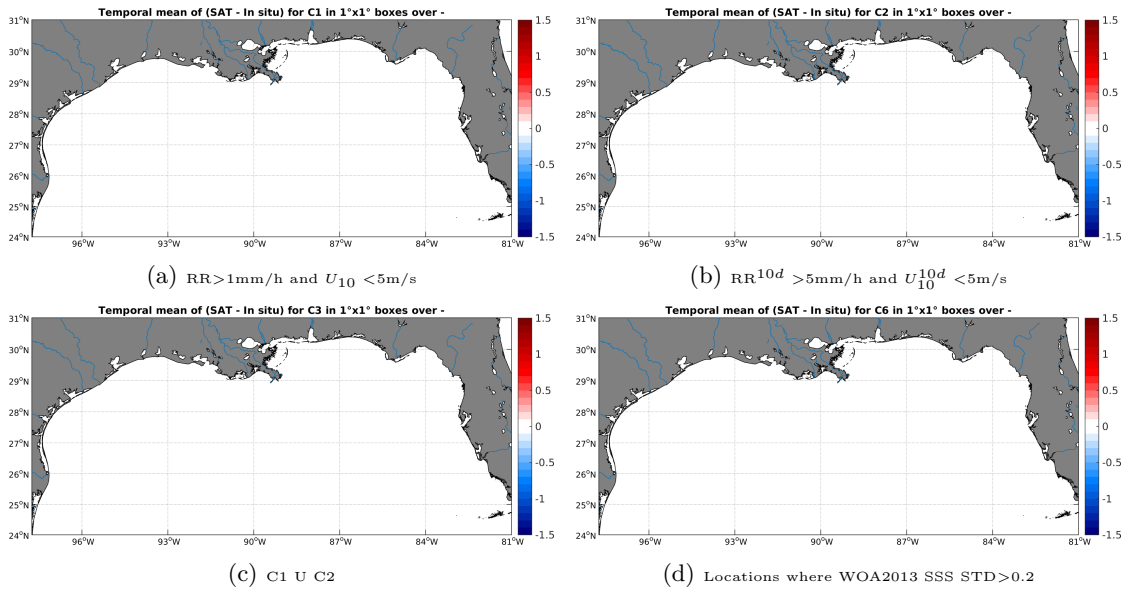 Temporal mean of (SAT - In situ) for C1 in 1°x1° boxes over -
31°N
30°N
29°N
28°N
27°N
26°N
25°N
24°N
96°W 93°W 90°W 87°W 84°W 81°W
1.5
1
0.5
0
-0.5
-1
-1.5
(a) RR>1mm/h and U10 <5m/s
Temporal mean of (SAT - In situ) for C2 in 1°x1° boxes over -
31°N
30°N
29°N
28°N
27°N
26°N
25°N
24°N
96°W 93°W 90°W 87°W 84°W 81°W
1.5
1
0.5
0
-0.5
-1
-1.5
(b) RR^10d >5mm/h and U_10^10d <5m/s
Temporal mean of (SAT - In situ) for C3 in 1°x1° boxes over -
31°N
30°N
29°N
28°N
27°N
26°N
25°N
24°N
96°W 93°W 90°W 87°W 84°W 81°W
1.5
1
0.5
0
-0.5
-1
-1.5
(c) C1 U C2
Temporal mean of (SAT - In situ) for C6 in 1°x1° boxes over -
31°N
30°N
29°N
28°N
27°N
26°N
25°N
24°N
96°W 93°W 90°W 87°W 84°W 81°W
1.5
1
0.5
0
-0.5
-1
-1.5
(d) Locations where WOA2013 SSS STD>0.2